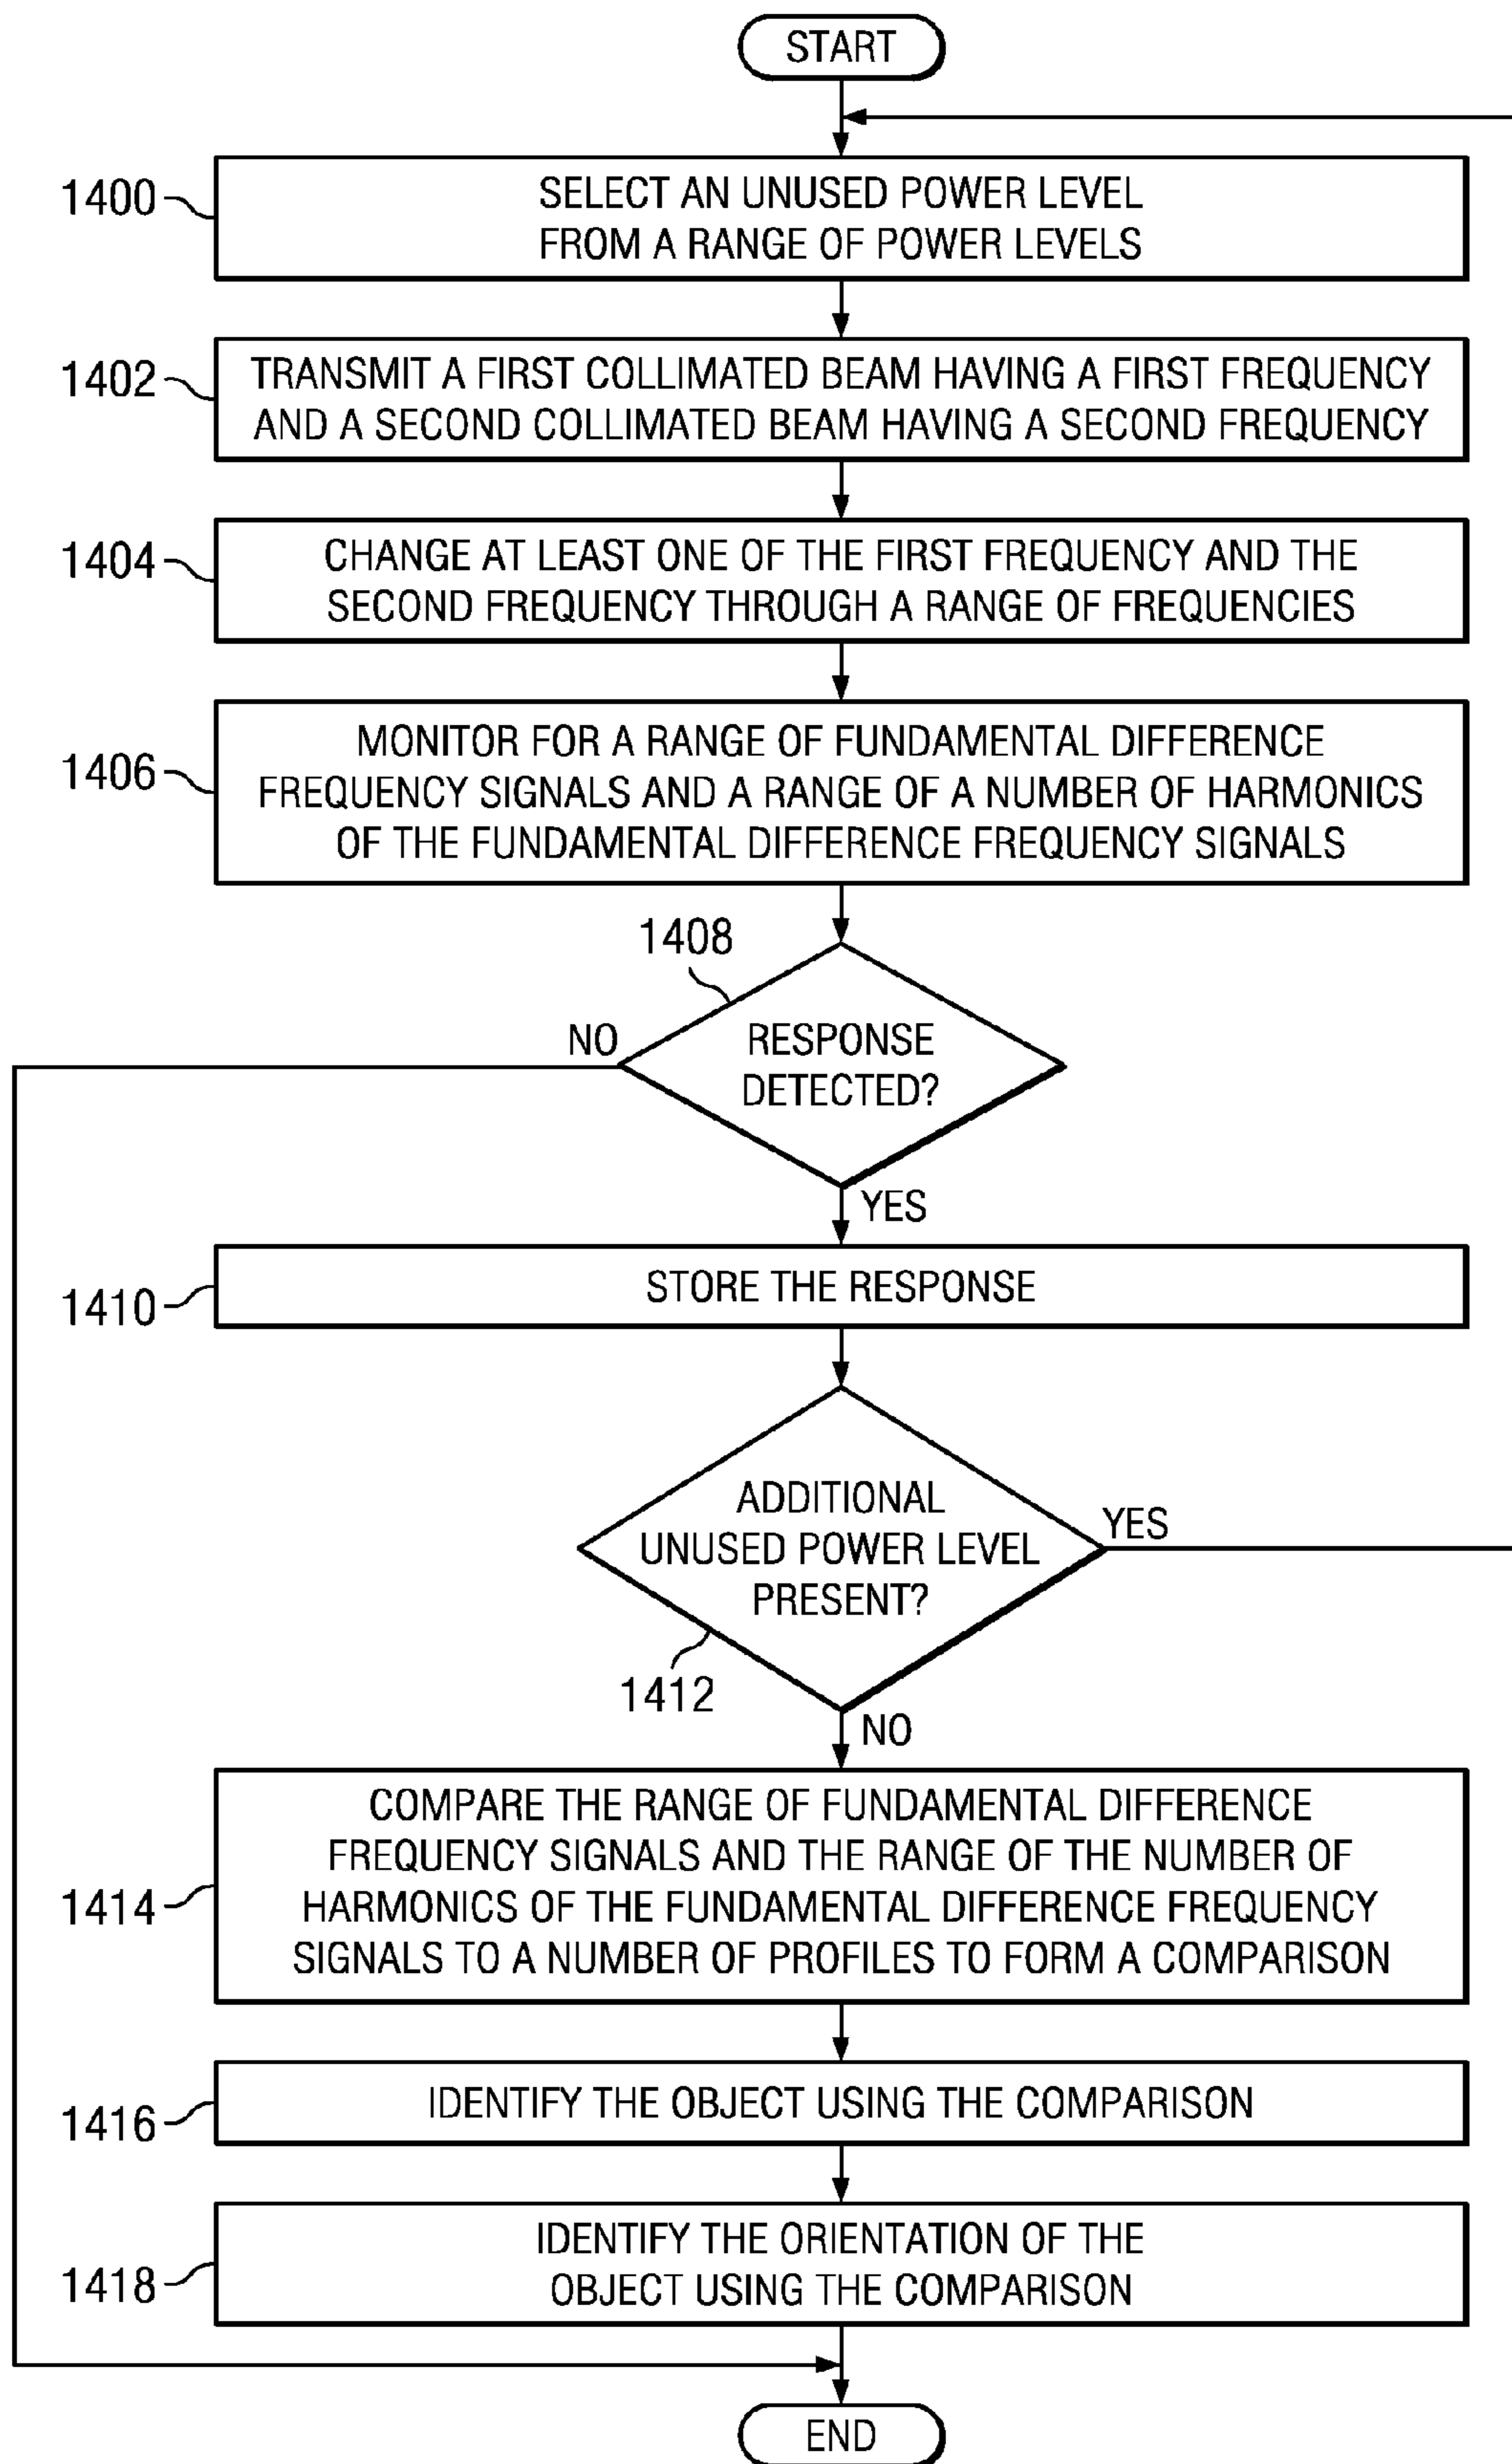 START
1400
SELECT AN UNUSED POWER LEVEL
FROM A RANGE OF POWER LEVELS
1402
TRANSMIT A FIRST COLLIMATED BEAM HAVING A FIRST FREQUENCY
AND A SECOND COLLIMATED BEAM HAVING A SECOND FREQUENCY
1404
CHANGE AT LEAST ONE OF THE FIRST FREQUENCY AND THE
SECOND FREQUENCY THROUGH A RANGE OF FREQUENCIES
1406
MONITOR FOR A RANGE OF FUNDAMENTAL DIFFERENCE
FREQUENCY SIGNALS AND A RANGE OF A NUMBER OF HARMONICS
OF THE FUNDAMENTAL DIFFERENCE FREQUENCY SIGNALS
1408
NO
RESPONSE
DETECTED?
YES
1410
STORE THE RESPONSE
ADDITIONAL
UNUSED POWER LEVEL
PRESENT?
YES
1412
NO
1414
COMPARE THE RANGE OF FUNDAMENTAL DIFFERENCE
FREQUENCY SIGNALS AND THE RANGE OF THE NUMBER OF
HARMONICS OF THE FUNDAMENTAL DIFFERENCE FREQUENCY
SIGNALS TO A NUMBER OF PROFILES TO FORM A COMPARISON
1416
IDENTIFY THE OBJECT USING THE COMPARISON
1418
IDENTIFY THE ORIENTATION OF THE
OBJECT USING THE COMPARISON
END